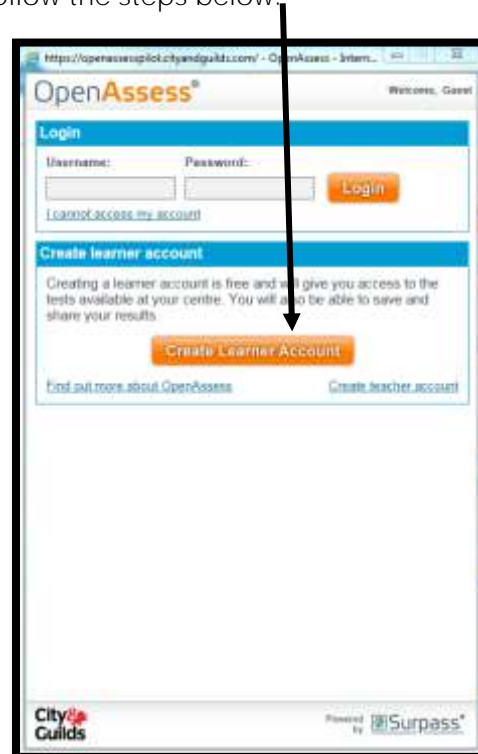 ollow the steps below.
https://openassesspilot.cityandguilds.com/ - OpenAssess - Intern...
OpenAssess®
Welcome, Guest
Login
Username: Password:
Login
I cannot access my account
Create learner account
Creating a learner account is free and will give you access to the
tests available at your centre. You will also be able to save and
share your results.
Create Learner Account
Find out more about OpenAssess Create teacher account
City&
Guilds
Powered
by Surpass®